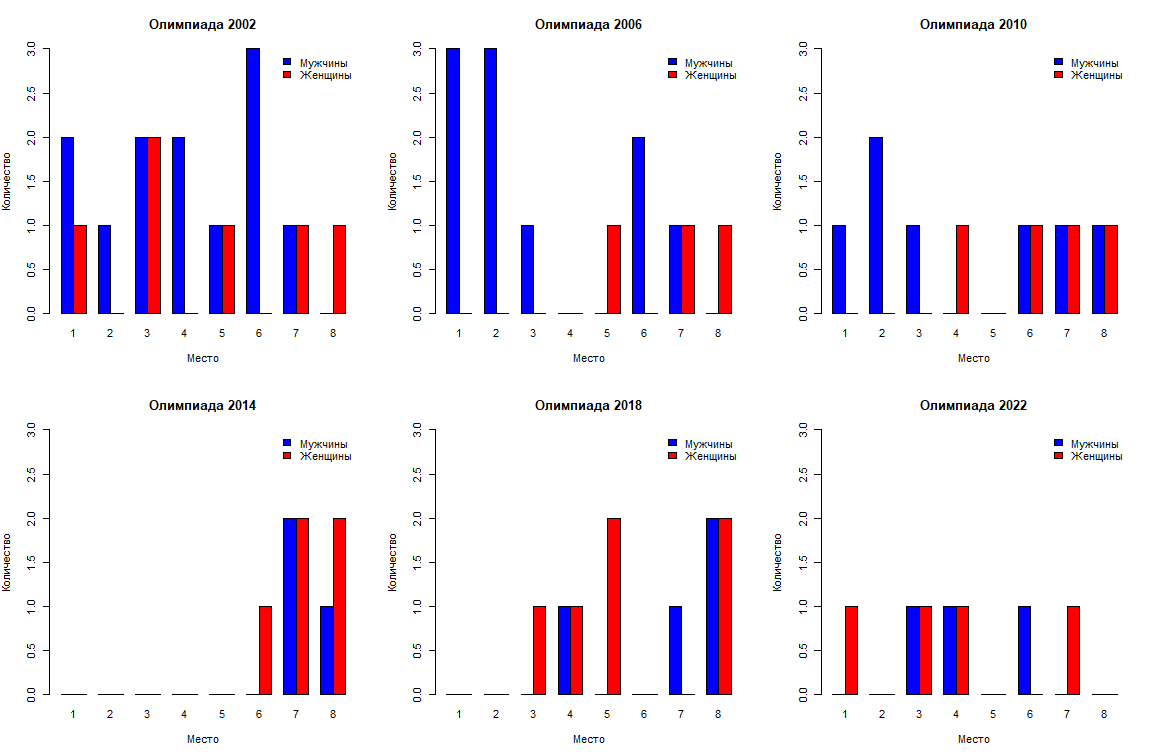 Олимпиада 2002
Мужчины
Женщины
Количество
0.0 0.5 1.0 1.5 2.0 2.5 3.0
1 2 3 4 5 6 7 8
Место
Олимпиада 2006
Мужчины
Женщины
Количество
0.0 0.5 1.0 1.5 2.0 2.5 3.0
1 2 3 4 5 6 7 8
Место
Олимпиада 2010
Мужчины
Женщины
Количество
0.0 0.5 1.0 1.5 2.0 2.5 3.0
1 2 3 4 5 6 7 8
Место
Олимпиада 2014
Мужчины
Женщины
Количество
0.0 0.5 1.0 1.5 2.0 2.5 3.0
1 2 3 4 5 6 7 8
Место
Олимпиада 2018
Мужчины
Женщины
Количество
0.0 0.5 1.0 1.5 2.0 2.5 3.0
1 2 3 4 5 6 7 8
Место
Олимпиада 2022
Мужчины
Женщины
Количество
0.0 0.5 1.0 1.5 2.0 2.5 3.0
1 2 3 4 5 6 7 8
Место